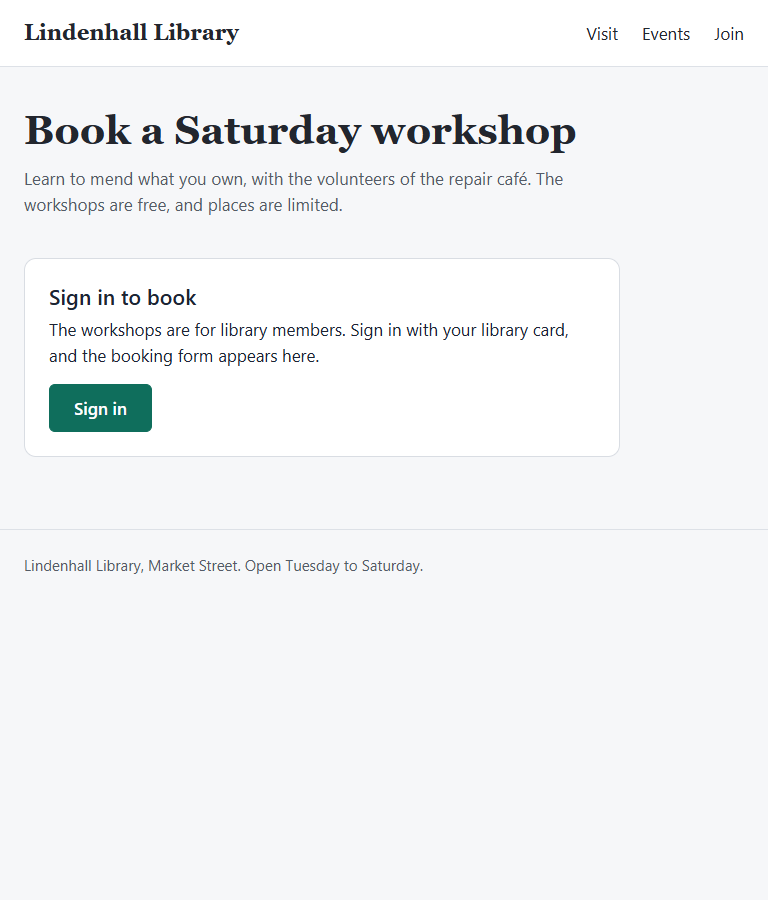 Lindenhall Library
Visit Events Join
Book a Saturday workshop
Learn to mend what you own, with the volunteers of the repair café. The
workshops are free, and places are limited.
Sign in to book
The workshops are for library members. Sign in with your library card,
and the booking form appears here.
Sign in
Lindenhall Library, Market Street. Open Tuesday to Saturday.